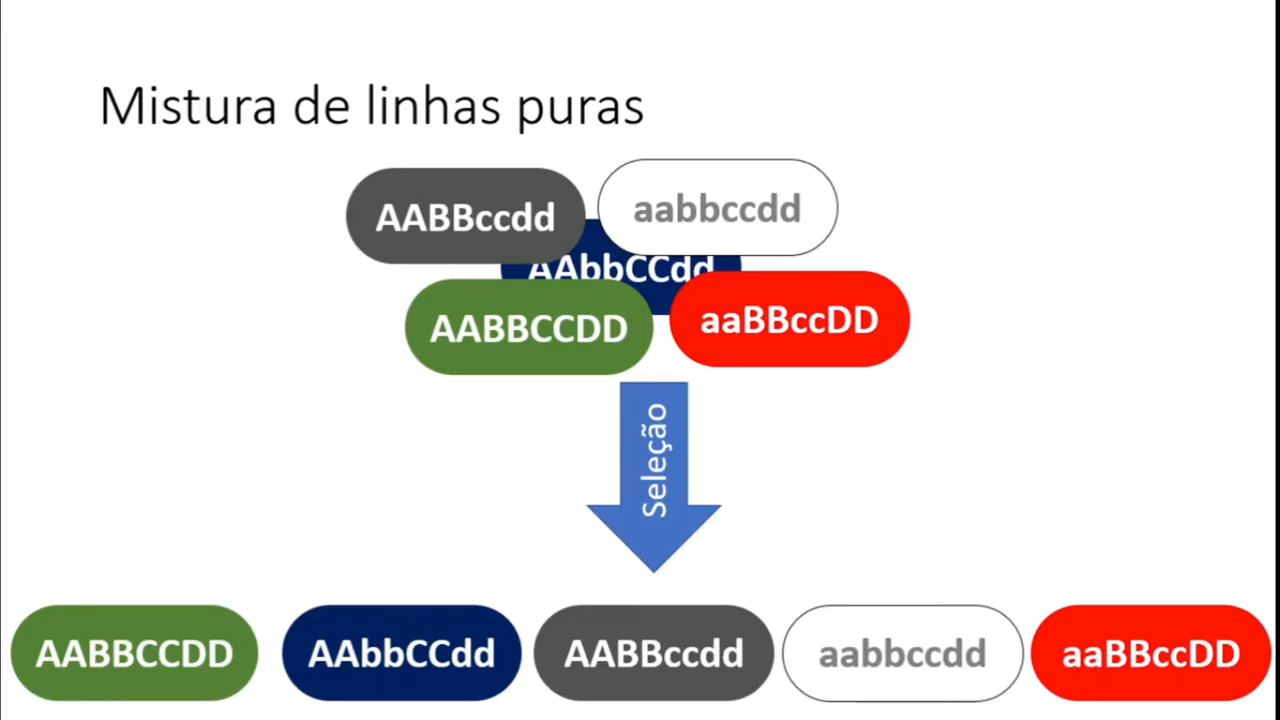 Mistura de linhas puras
AABBccdd
aabbccdd
AAbbCCdd
AABBCCDD
aaBBccDD
Seleção
AABBCCDD
AAbbCCdd
AABBccdd
aabbccdd
aaBBccDD